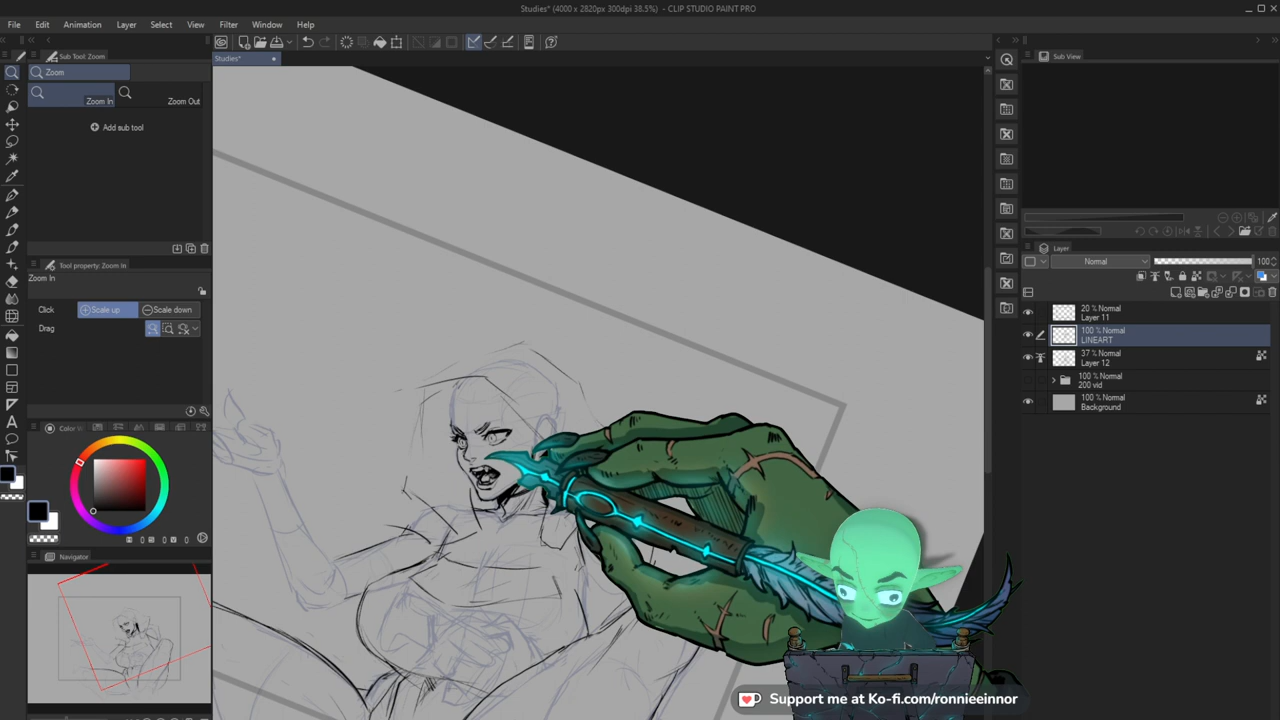 Studies* (4000 x 2820px 300dpi 38.5%) - CLIP STUDIO PAINT PRO
File Edit Animation Layer Select View Filter Window Help
Sub Tool: Zoom
Studies*
Sub View
Zoom
Zoom In
Zoom Out
Add sub tool
Tool property: Zoom In
Zoom In
Click
Scale up
Scale down
Drag
Layer
Normal
100
20 % Normal
Layer 11
100 % Normal
LINEART
37 % Normal
Layer 12
100 % Normal
200 vid
100 % Normal
Background
Color
A
H
S
V
0
Navigator
Support me at Ko-fi.com/ronnieeinnor